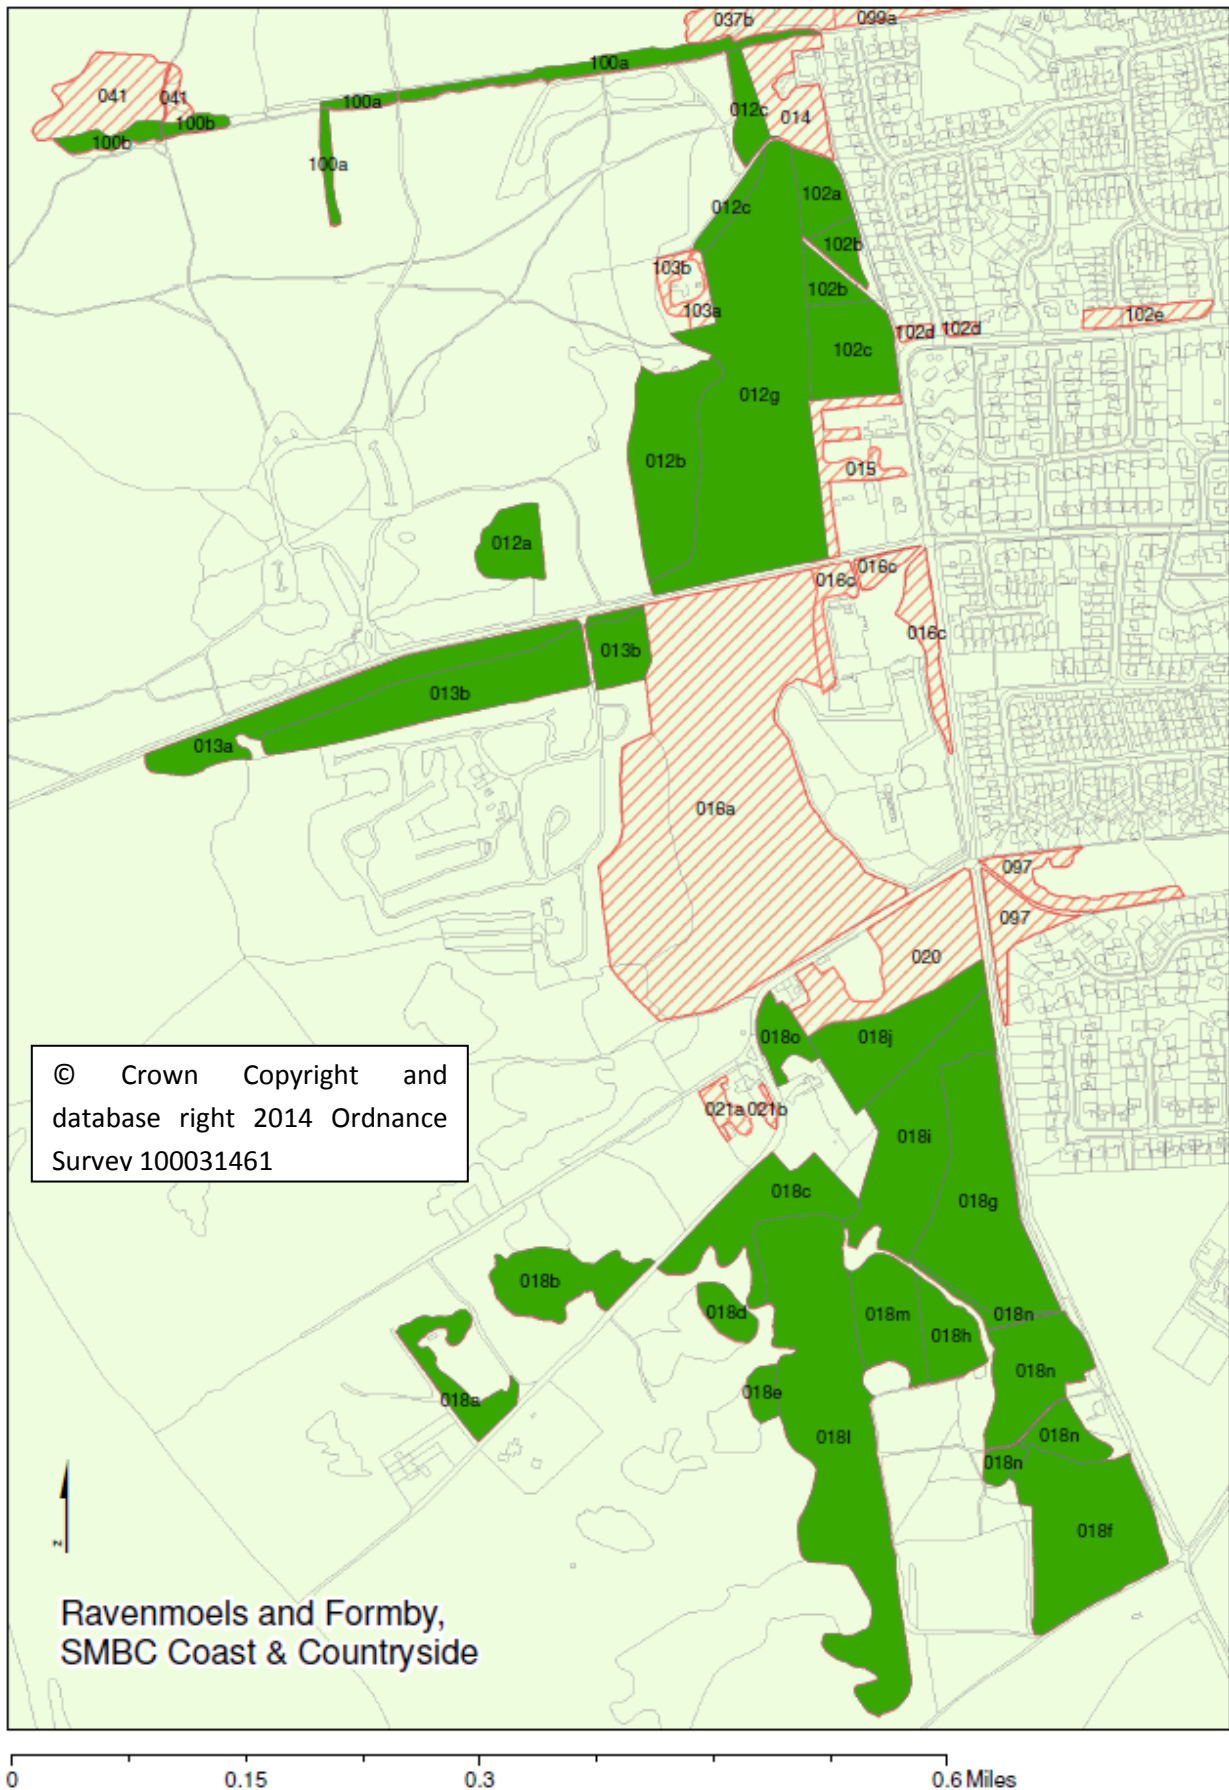 037b
099a
100a
041
041
100a
012c
014
100b
100b
100a
102a
012c
102b
103b
102b
103a
102e
102d
102d
102c
012g
012b
015
012a
016c
016c
016c
013b
013b
013a
016a
097
097
020
018o
018j
© Crown Copyright and
database right 2014 Ordnance
Survey 100031461
021a
021b
018i
018c
018g
018b
018d
018m
018n
018h
018n
018e
018a
018l
018n
018n
018f
z
Ravenmoels and Formby,
SMBC Coast & Countryside
0 0.15 0.3 0.6 Miles